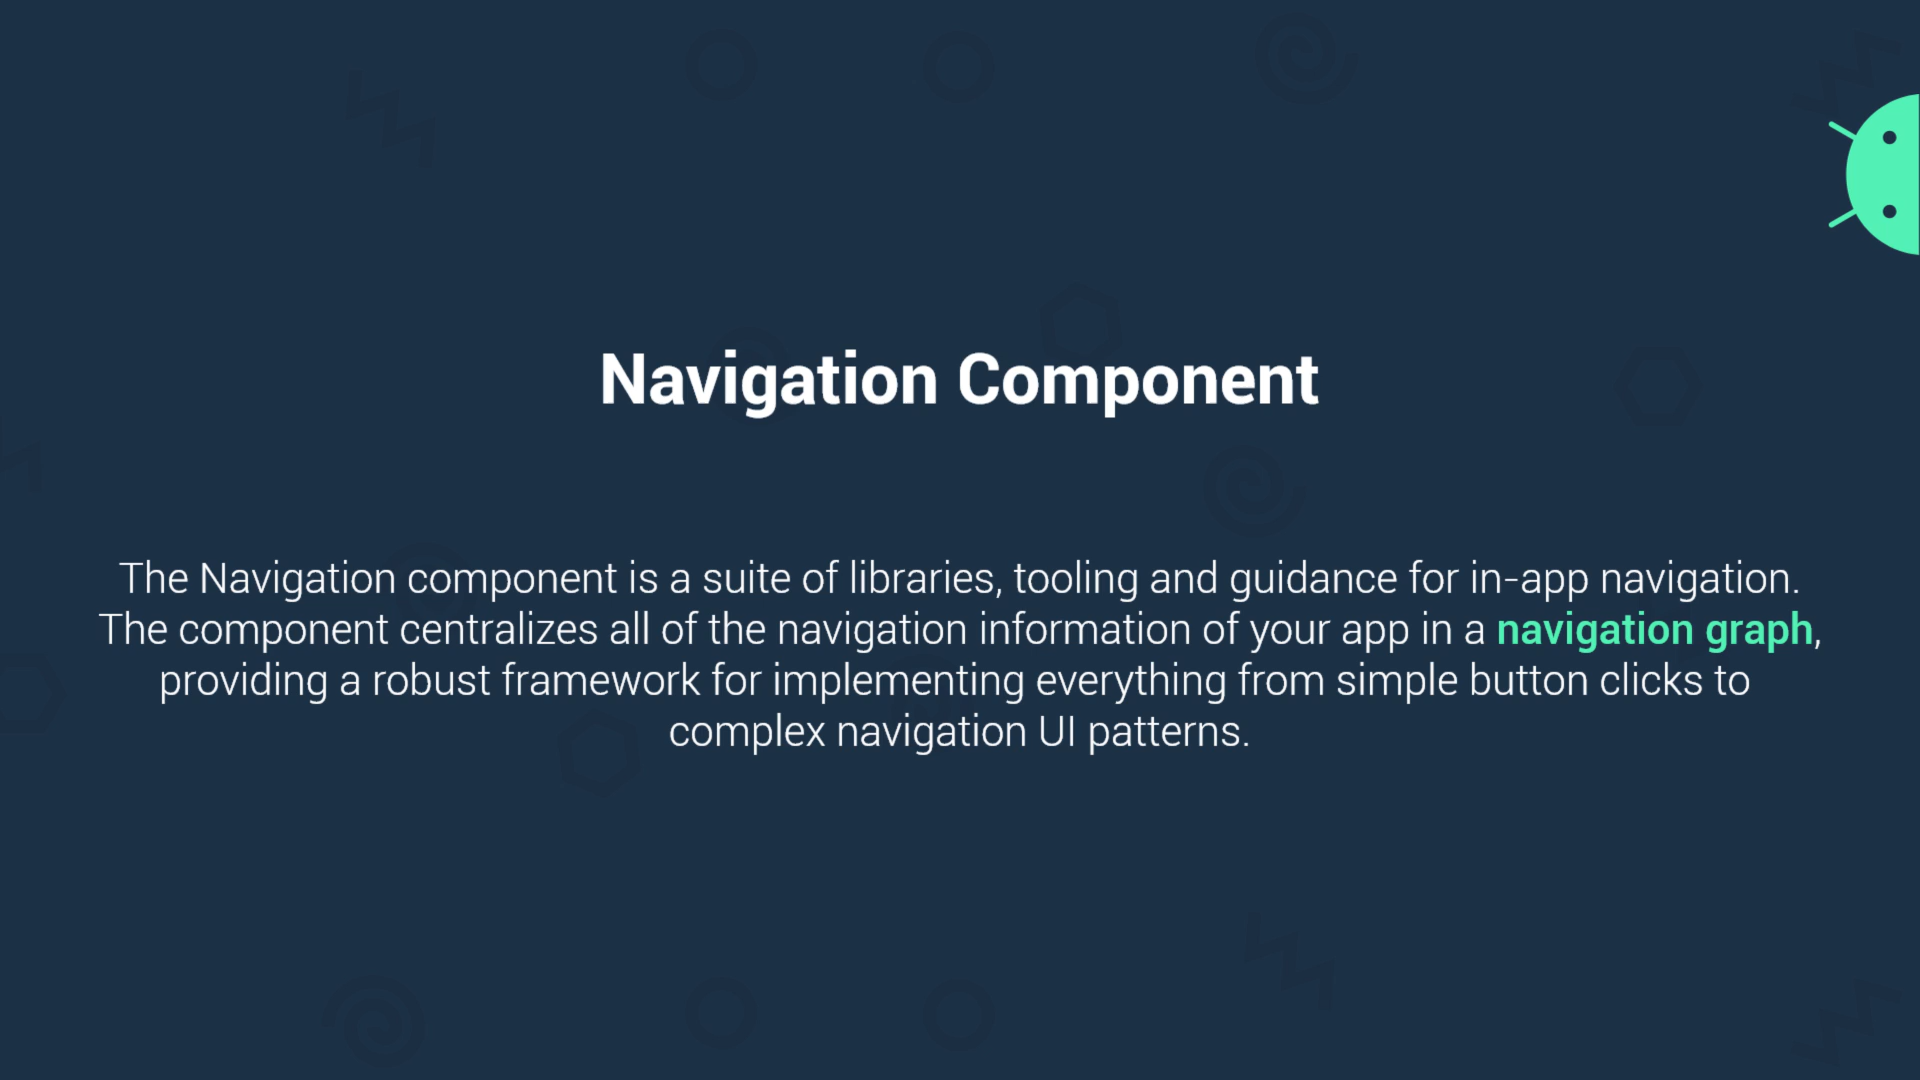 Navigation Component
The Navigation component is a suite of libraries, tooling and guidance for in-app navigation.
The component centralizes all of the navigation information of your app in a navigation graph,
providing a robust framework for implementing everything from simple button clicks to
complex navigation UI patterns.